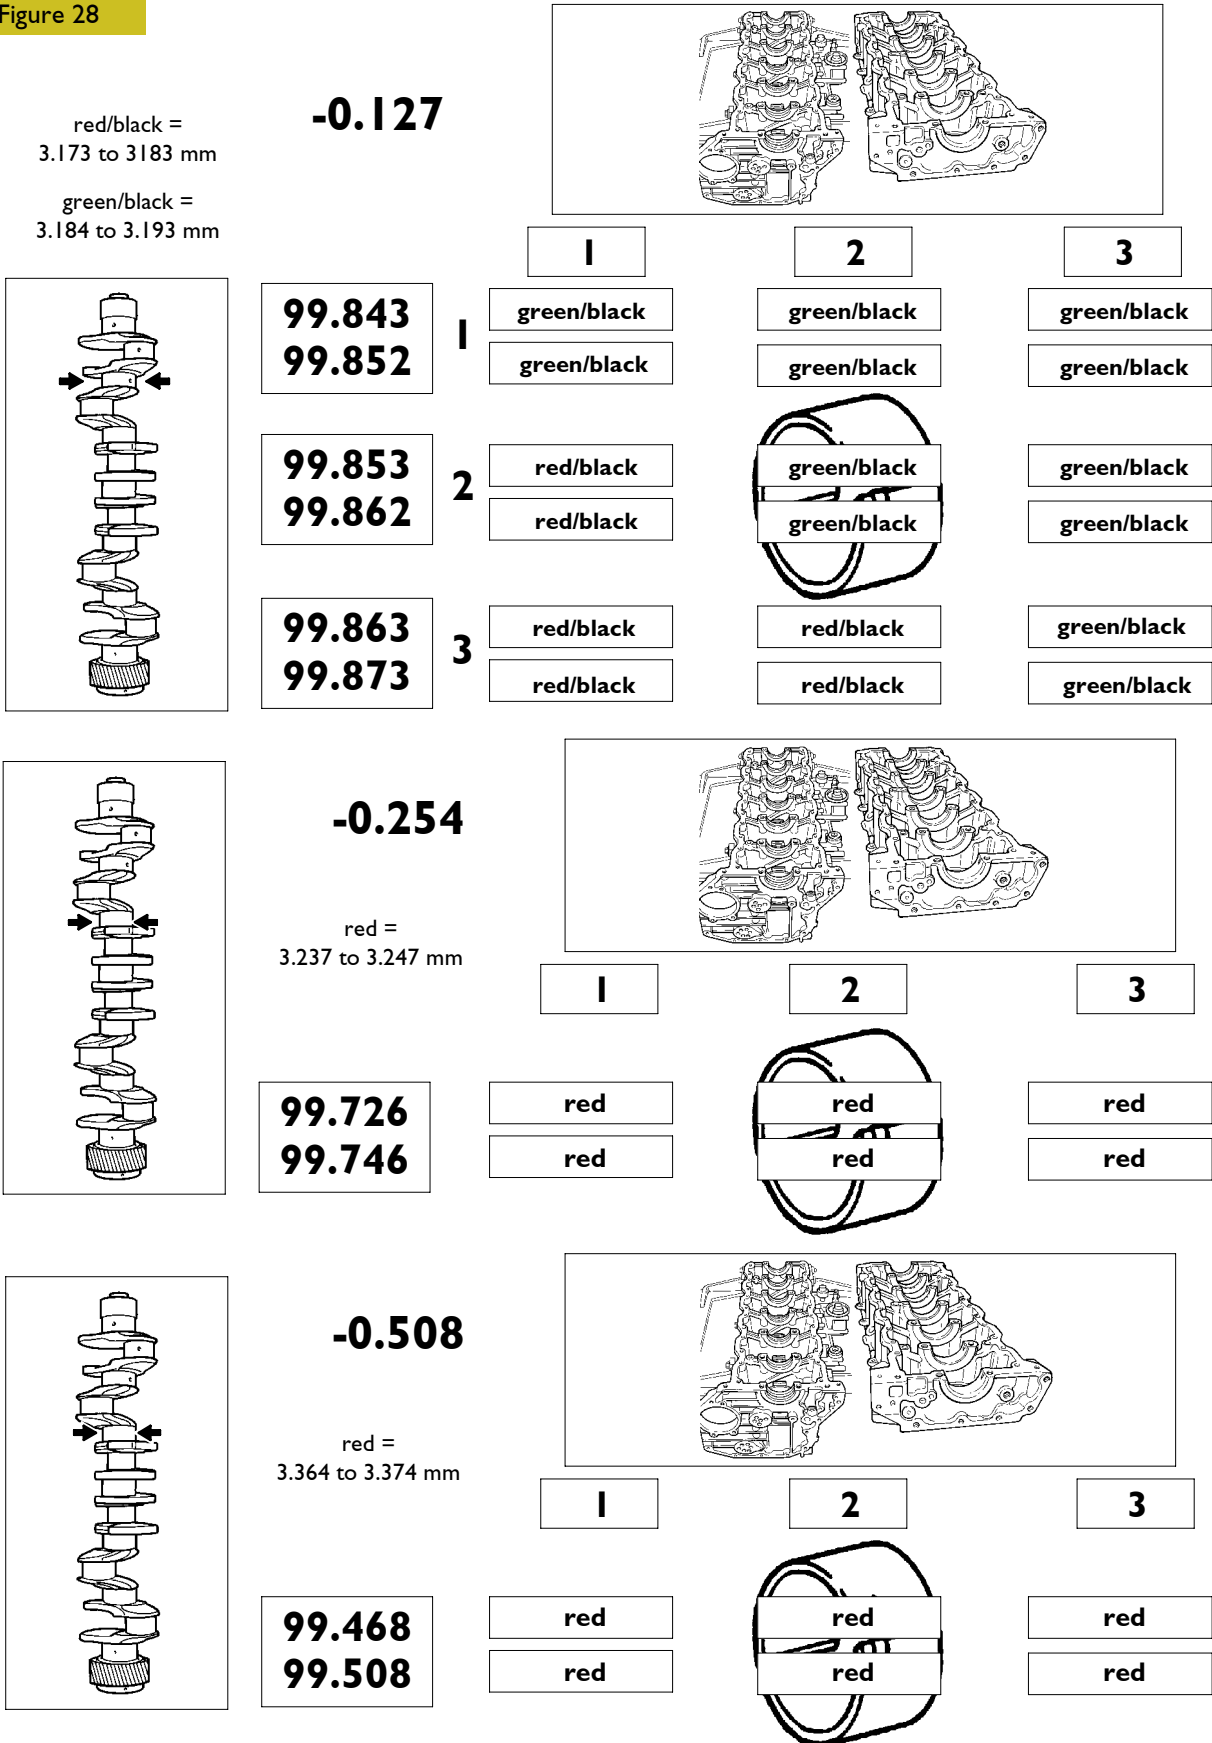 Figure 28
-0.127
red/black =
3.173 to 3183 mm
green/black =
3.184 to 3.193 mm
1 2 3
99.843
99.852
1
green/black green/black green/black
green/black green/black green/black
99.853
99.862
2
red/black green/black green/black
red/black green/black green/black
99.863
99.873
3
red/black red/black green/black
red/black red/black green/black
-0.254
red =
3.237 to 3.247 mm
1 2 3
99.726
99.746
red red red
red red red
-0.508
red =
3.364 to 3.374 mm
1 2 3
99.468
99.508
red red red
red red red